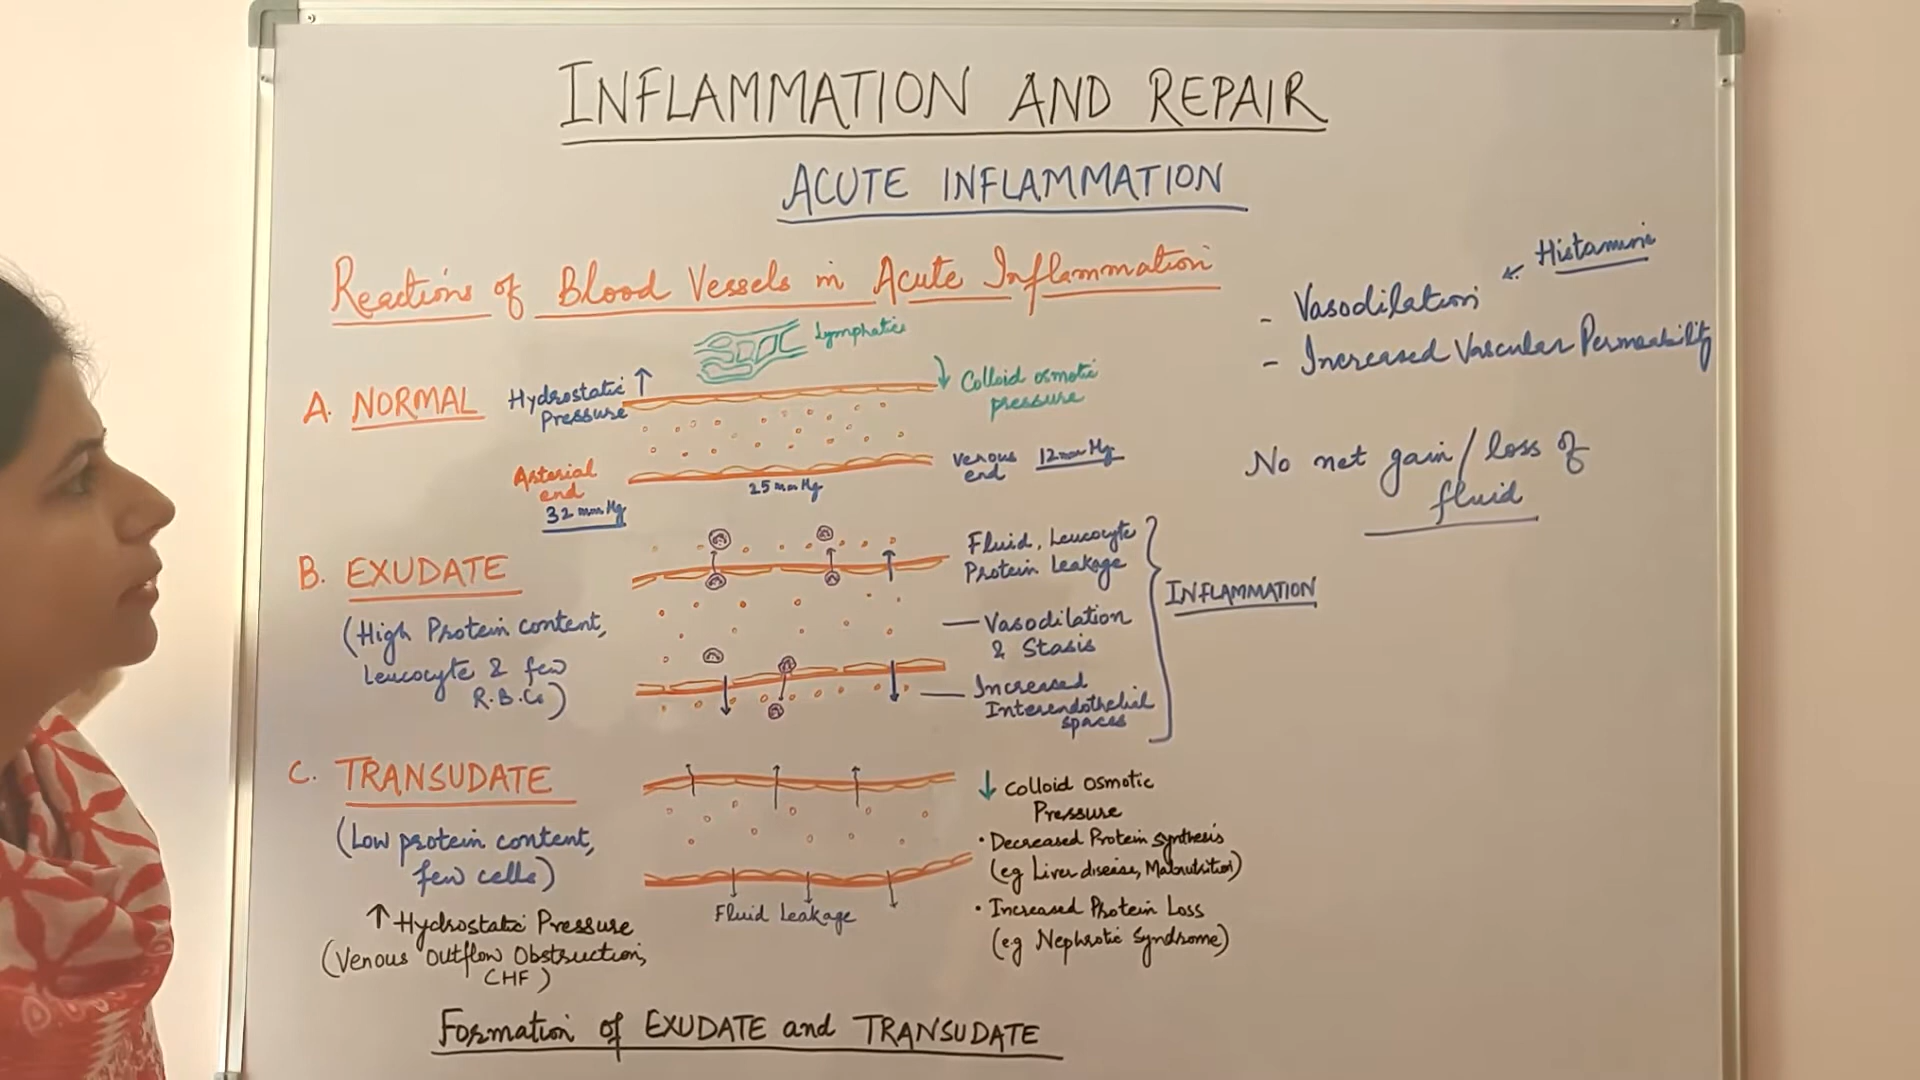 INFLAMMATION AND REPAIR
ACUTE INFLAMMATION
Reactions of Blood Vessels in Acute Inflammation
Histamine
- Vasodilation
- Increased Vascular Permeability
Lymphatics
A. NORMAL
Hydrostatic ↑
Pressure
↓ Colloid osmotic
pressure
Arterial
end
32 mm Hg
25 mm Hg
Venous
end
12 mm Hg
No net gain/loss of
fluid
B. EXUDATE
(High Protein content,
Leucocyte & few
R.B.Cs)
Fluid, Leucocyte
Protein Leakage
Vasodilation
& Stasis
Increased
Interendothelial
spaces
INFLAMMATION
C. TRANSUDATE
(Low protein content,
few cells)
↑ Hydrostatic Pressure
(Venous Outflow Obstruction,
CHF)
Fluid Leakage
↓ Colloid Osmotic
Pressure
• Decreased Protein synthesis
(eg Liver disease, Malnutrition)
• Increased Protein Loss
(e.g Nephrotic Syndrome)
Formation of EXUDATE and TRANSUDATE